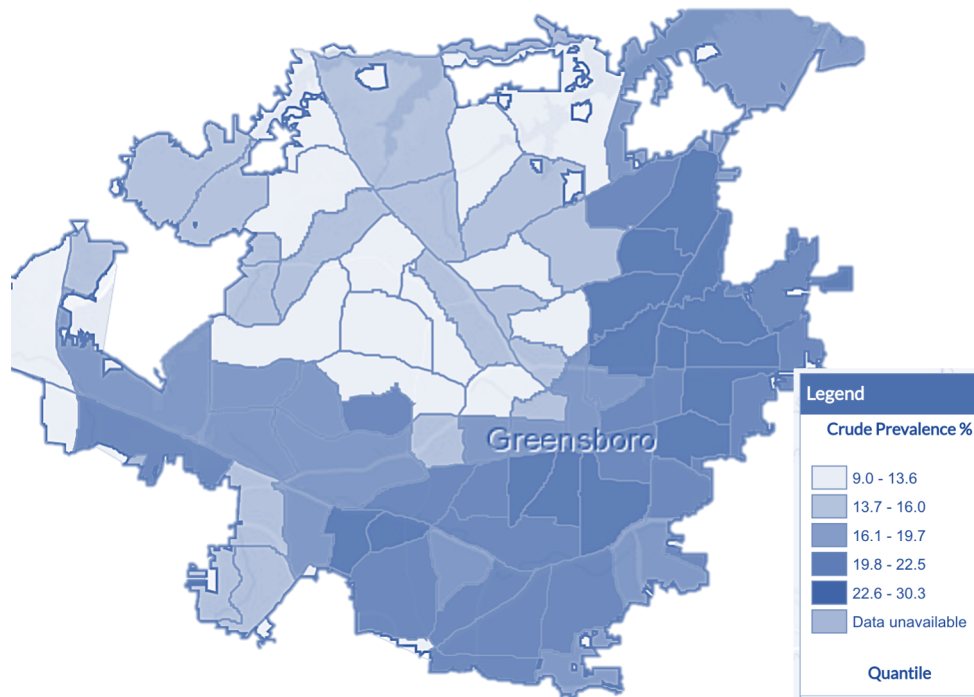 Greensboro
Legend
Crude Prevalence %
9.0 - 13.6
13.7 - 16.0
16.1 - 19.7
19.8 - 22.5
22.6 - 30.3
Data unavailable
Quantile